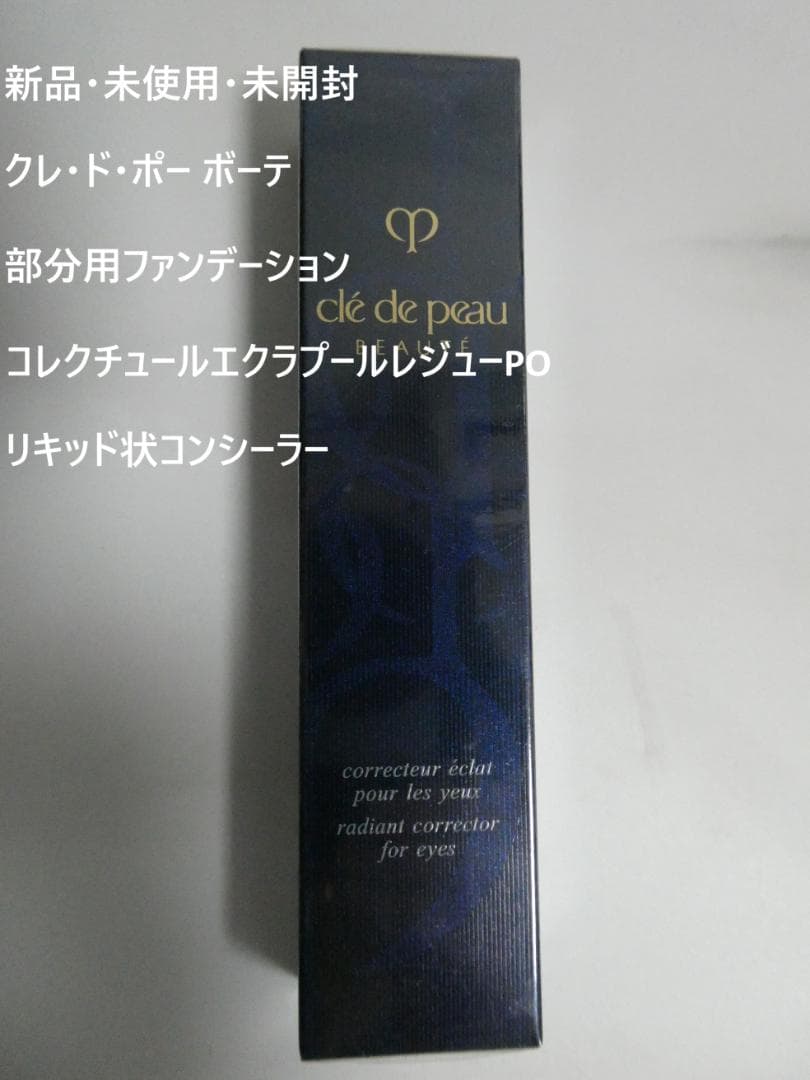 新品・未使用・未開封
クレ・ド・ポー ボーテ
部分用ファンデーション
コレクチュールエクラプールレジューPO
リキッド状コンシーラー
clé de peau
BEAUTÉ
correcteur éclat
pour les yeux
radiant corrector
for eyes